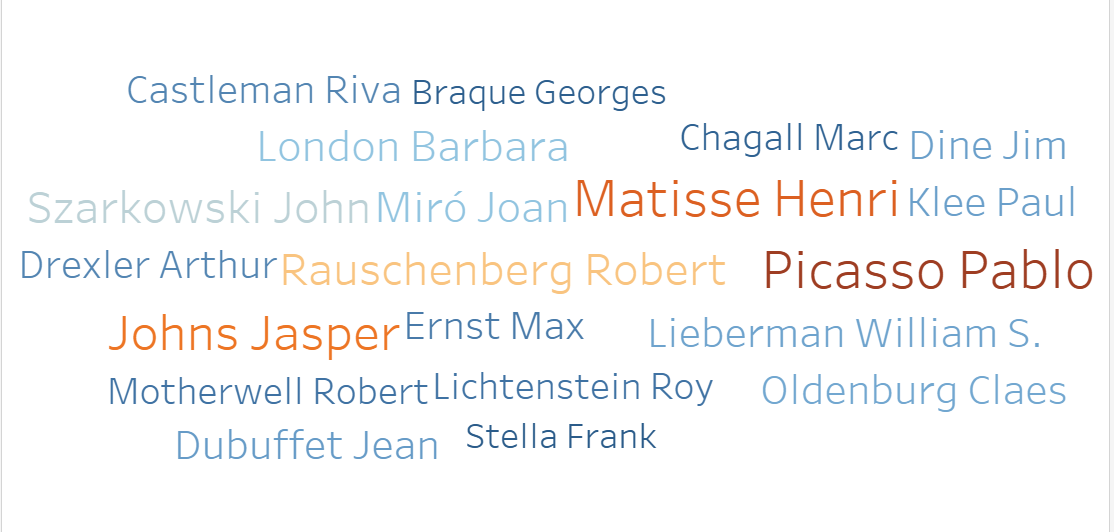 Castleman Riva Braque Georges
London Barbara Chagall Marc Dine Jim
Szarkowski John Miró Joan Matisse Henri Klee Paul
Drexler Arthur Rauschenberg Robert Picasso Pablo
Johns Jasper Ernst Max Lieberman William S.
Motherwell Robert Lichtenstein Roy Oldenburg Claes
Dubuffet Jean Stella Frank